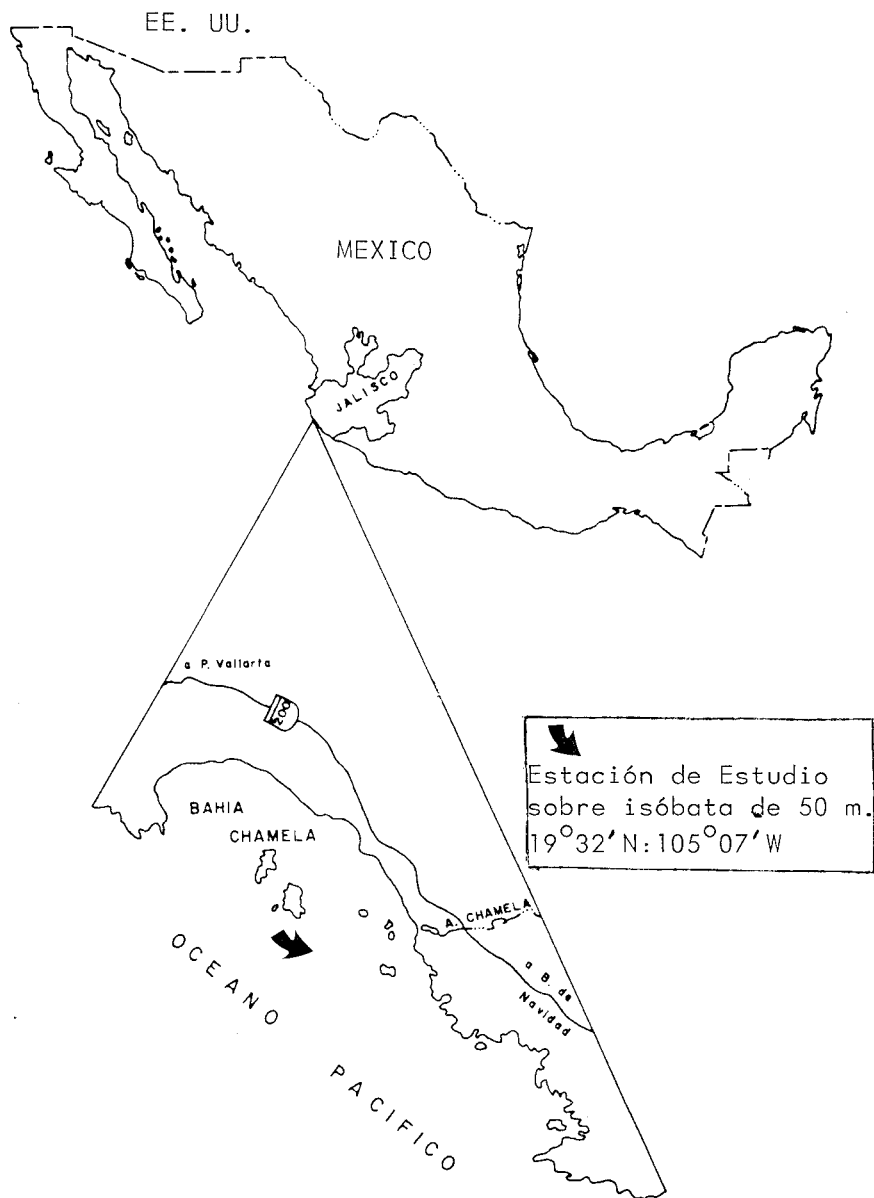 EE. UU.
MEXICO
JALISCO
a P. Vallarta
200
BAHIA
CHAMELA
A. CHAMELA
a B. de
Navidad
OCEANO
PACIFICO
Estación de Estudio
sobre isóbata de 50 m.
19°32'N:105°07'W